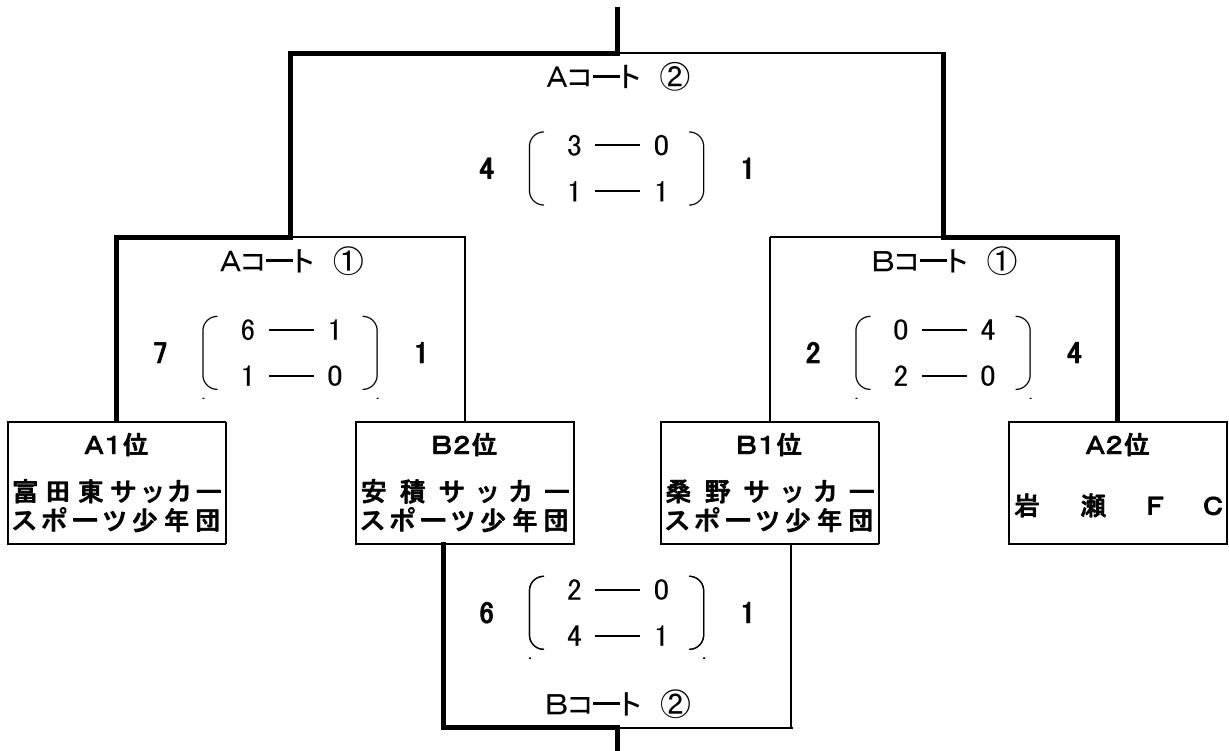 Aコート ②
3 ── 0
4 1
1 ── 1
Aコート ① Bコート ①
6 ── 1 0 ── 4
7 1 2 4
1 ── 0 2 ── 0
A1位 B2位 B1位 A2位
富田東サッカー 安積サッカー 桑野サッカー 岩瀬FC
スポーツ少年団 スポーツ少年団 スポーツ少年団
2 ── 0
6 1
4 ── 1
Bコート ②